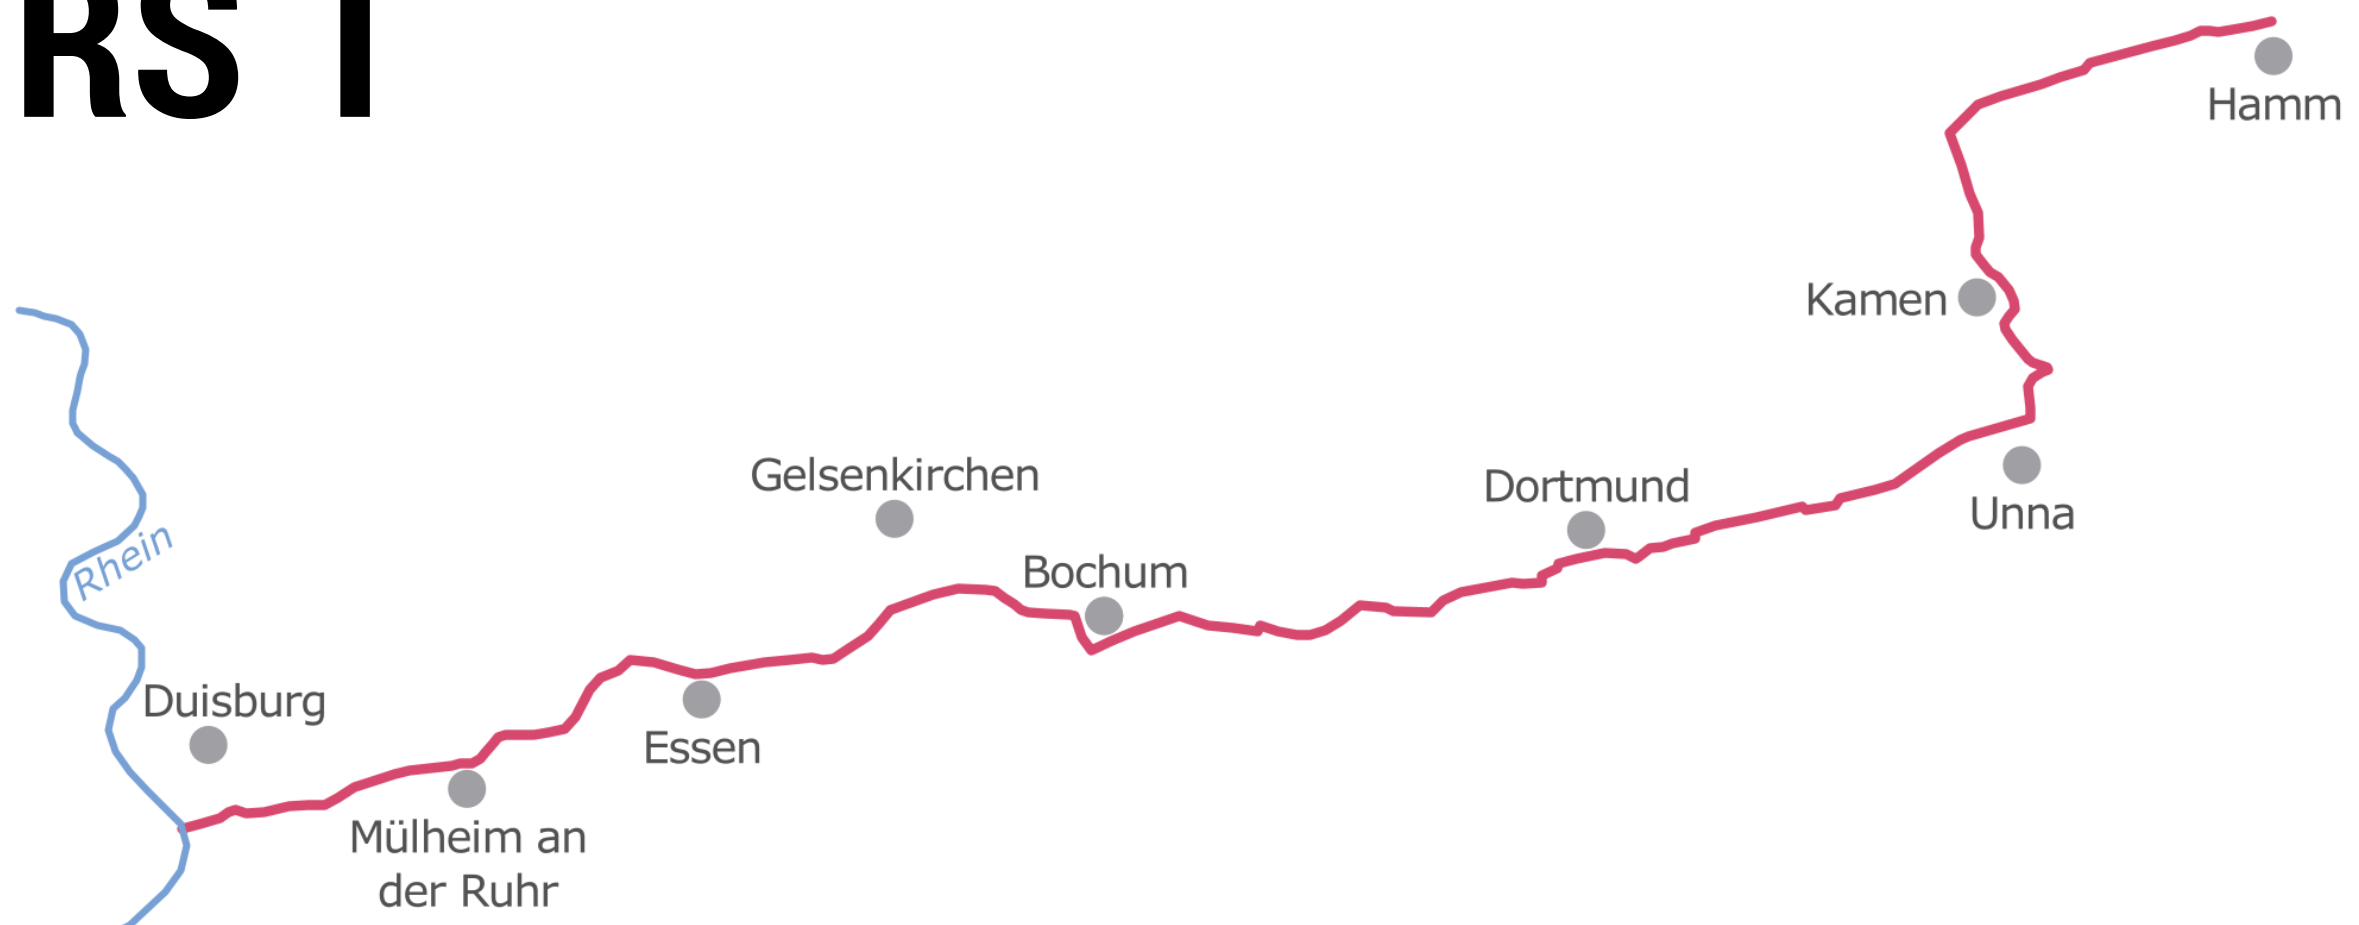 RS 1
Hamm
Kamen
Gelsenkirchen
Dortmund
Unna
Bochum
Rhein
Duisburg
Essen
Mülheim an
der Ruhr